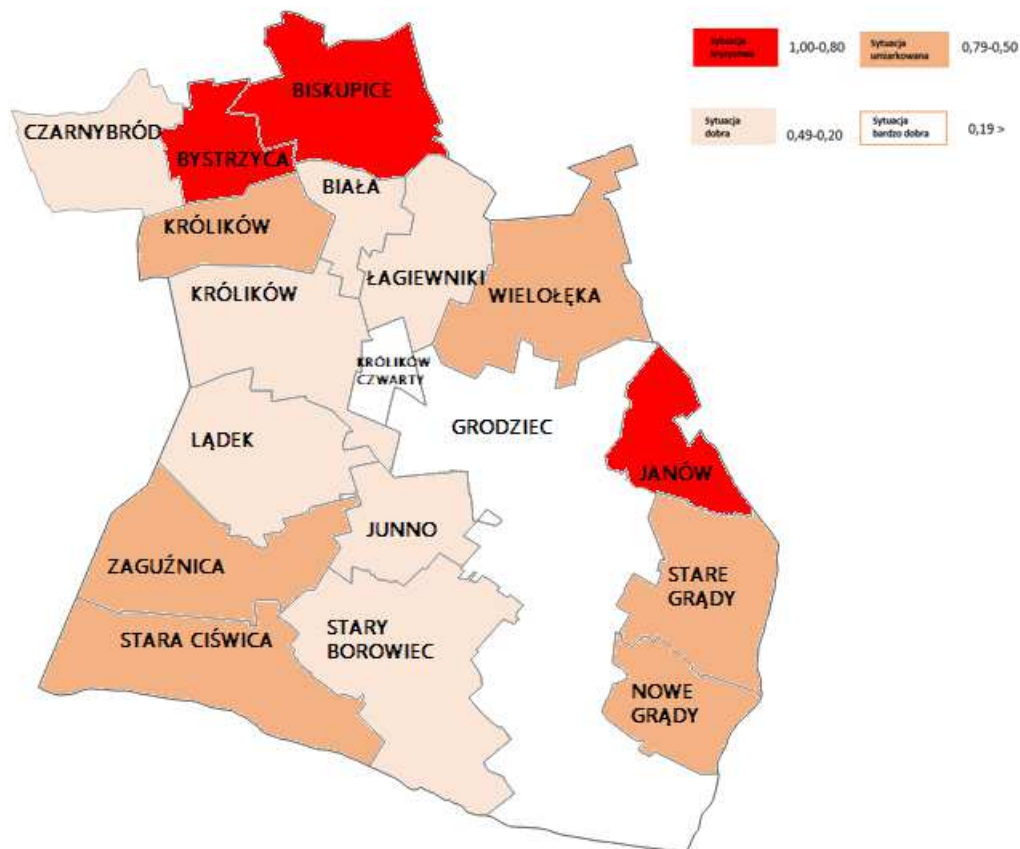 Sytuacja
1,00-0,80
Sytuacja
umiarkowana
0,79-0,50
Sytuacja
dobra
0,49-0,20
Sytuacja
bardzo dobra
0,19 >
BISKUPICE
CZARNYBRÓD
BYSTRZYCA
BIAŁA
KRÓLIKÓW
ŁAGIEWNIKI
KRÓLIKÓW
WIELOŁĘKA
KRÓLIKÓW
CZWARTY
GRODZIEC
LĄDEK
JANÓW
JUNNO
ZAGUŹNICA
STARE
GRĄDY
STARA CIŚWICA
STARY
BOROWIEC
NOWE
GRĄDY